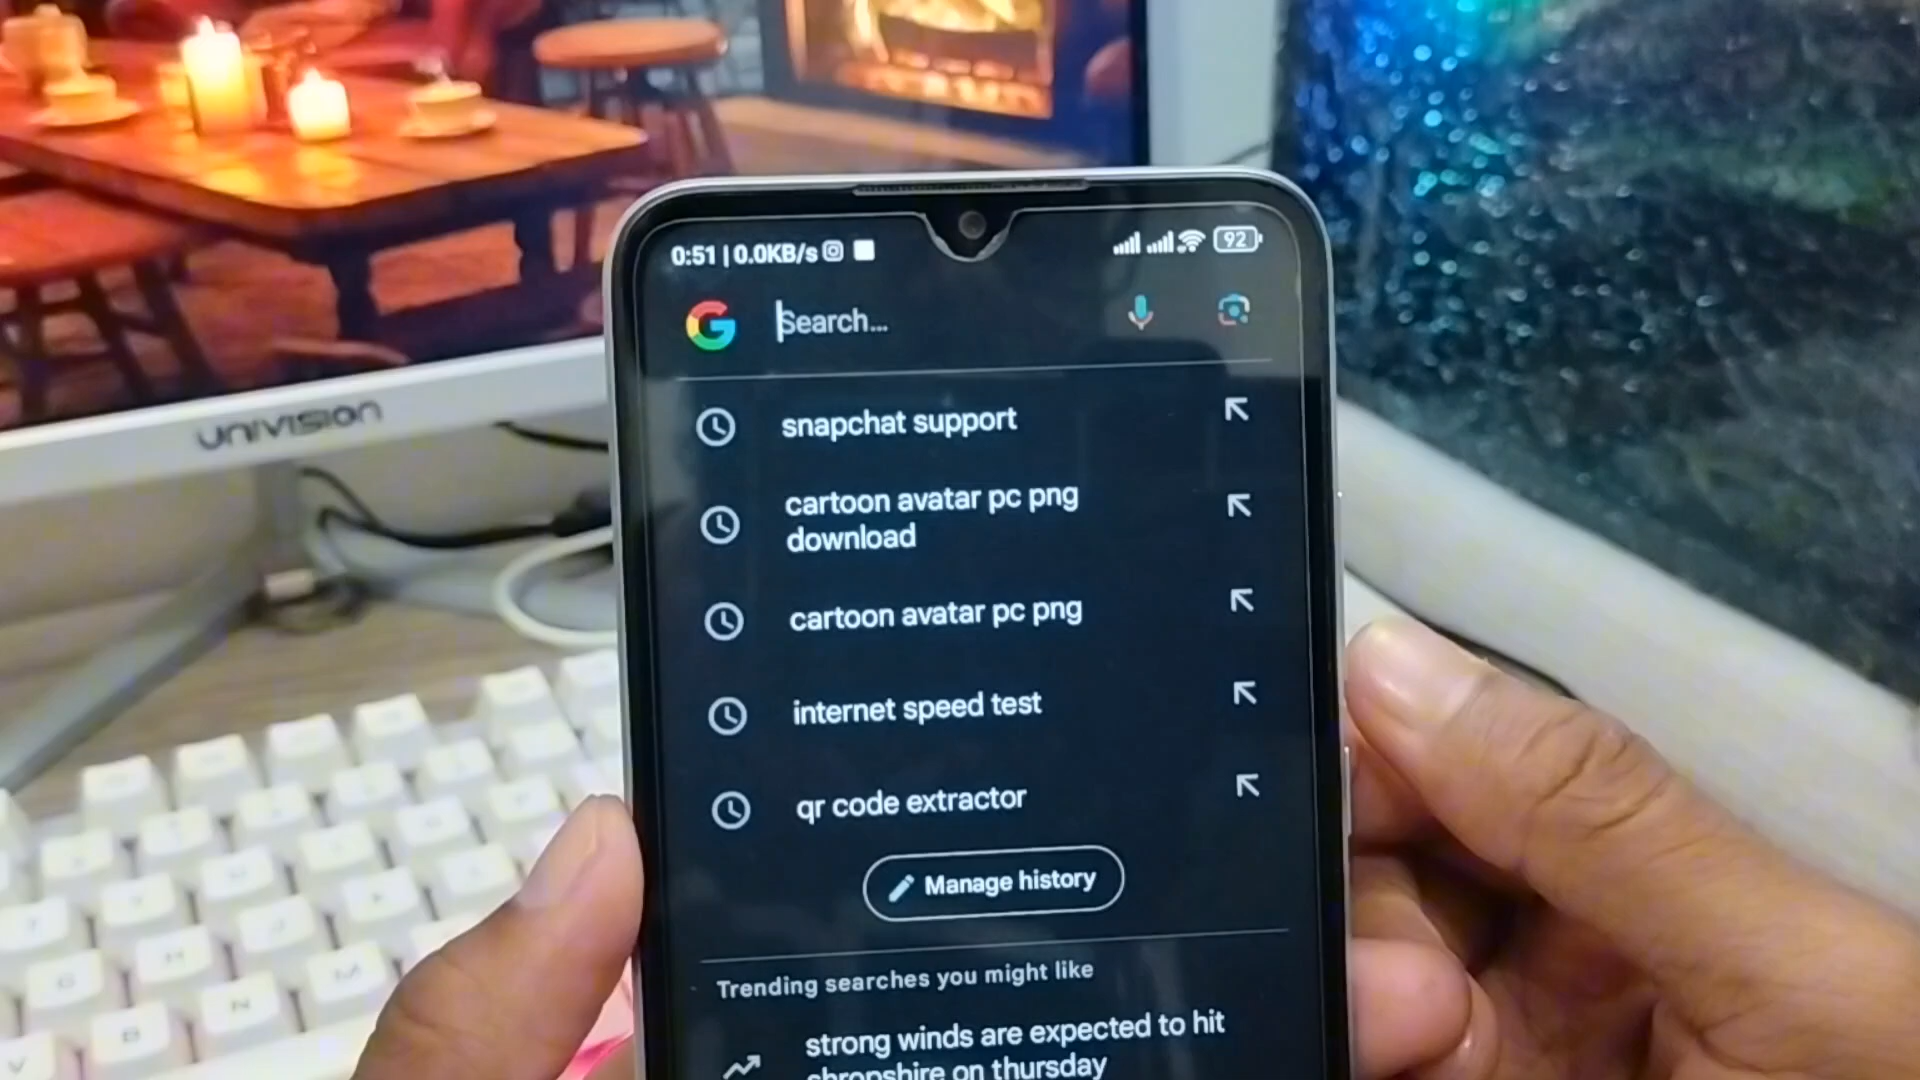 UNIVISION
0:51 | 0.0KB/s
92
Search...
snapchat support
cartoon avatar pc png
download
cartoon avatar pc png
internet speed test
qr code extractor
Manage history
Trending searches you might like
strong winds are expected to hit
shropshire on thursday
H
M
G
N
B
V